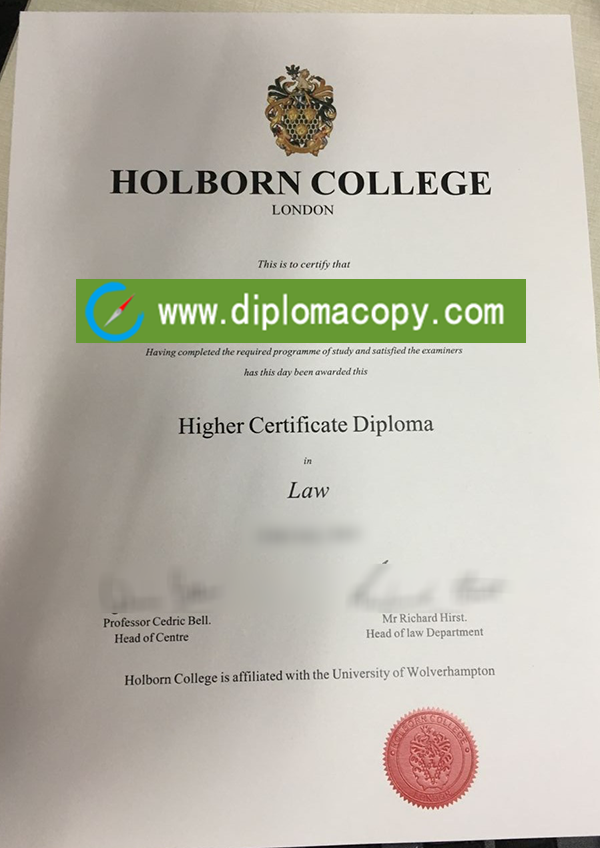 HOLBORN COLLEGE
LONDON
This is to certify that
www.diplomacopy.com
Having completed the required programme of study and satisfied the examiners
has this day been awarded this
Higher Certificate Diploma
in
Law
Professor Cedric Bell.
Head of Centre
Mr Richard Hirst.
Head of law Department
Holborn College is affiliated with the University of Wolverhampton
HOLBORN COLLEGE